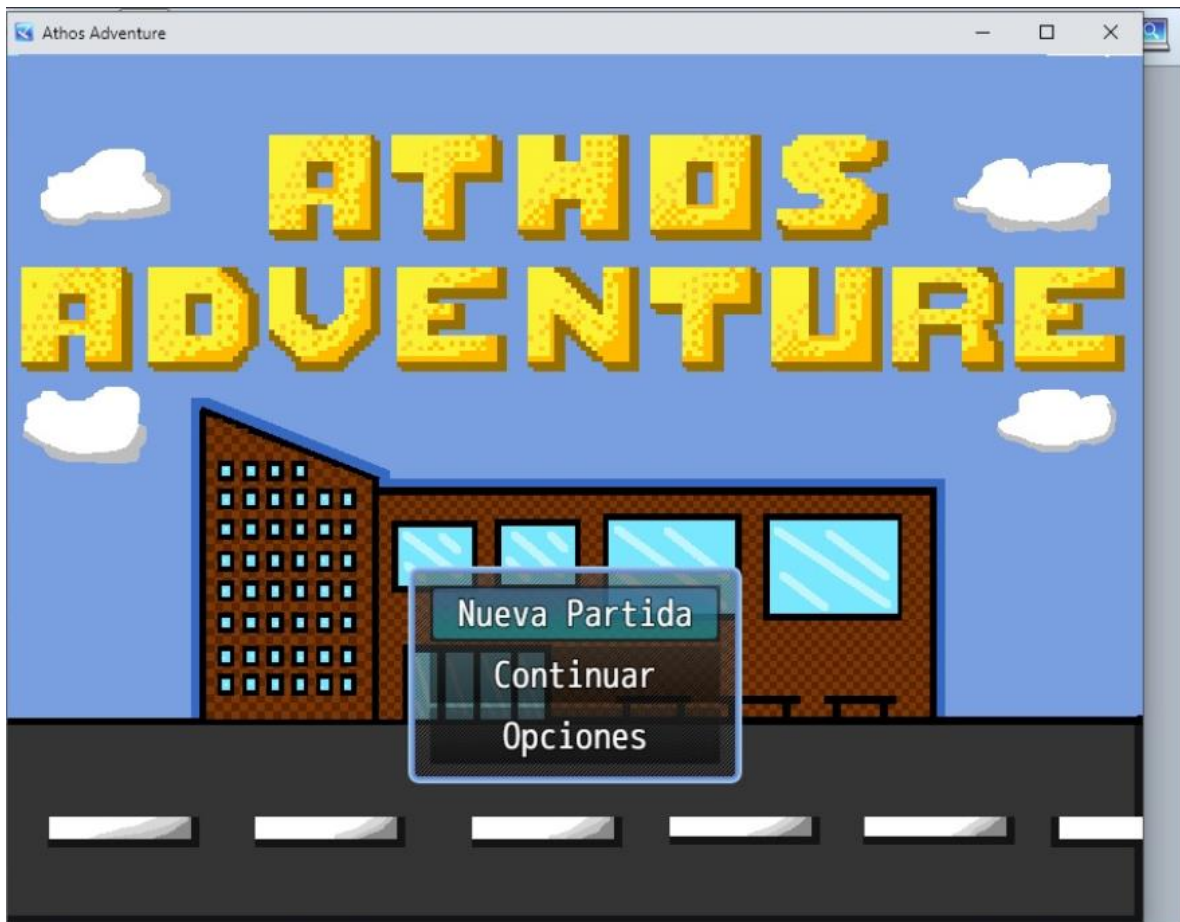 Athos Adventure
ATHOS
ADVENTURE
Nueva Partida
Continuar
Opciones